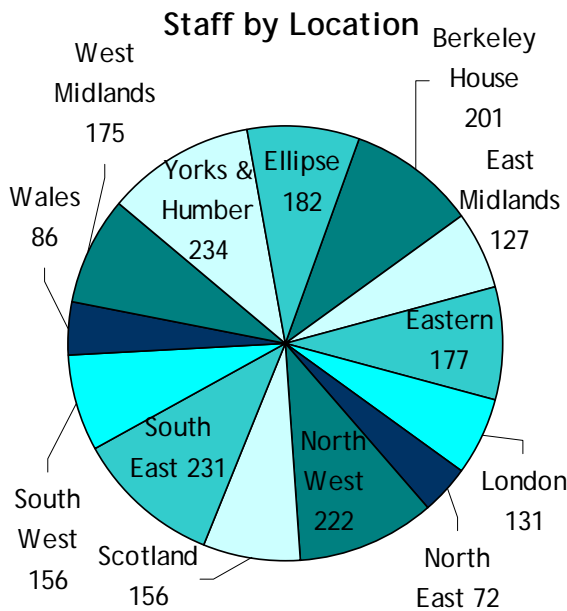 Staff by Location
Berkeley
House
201
East
Midlands
127
Eastern
177
London
131
North
East 72
North
West
222
Scotland
156
South
East 231
South
West
156
Wales
86
West
Midlands
175
Yorks &
Humber
234
Ellipse
182